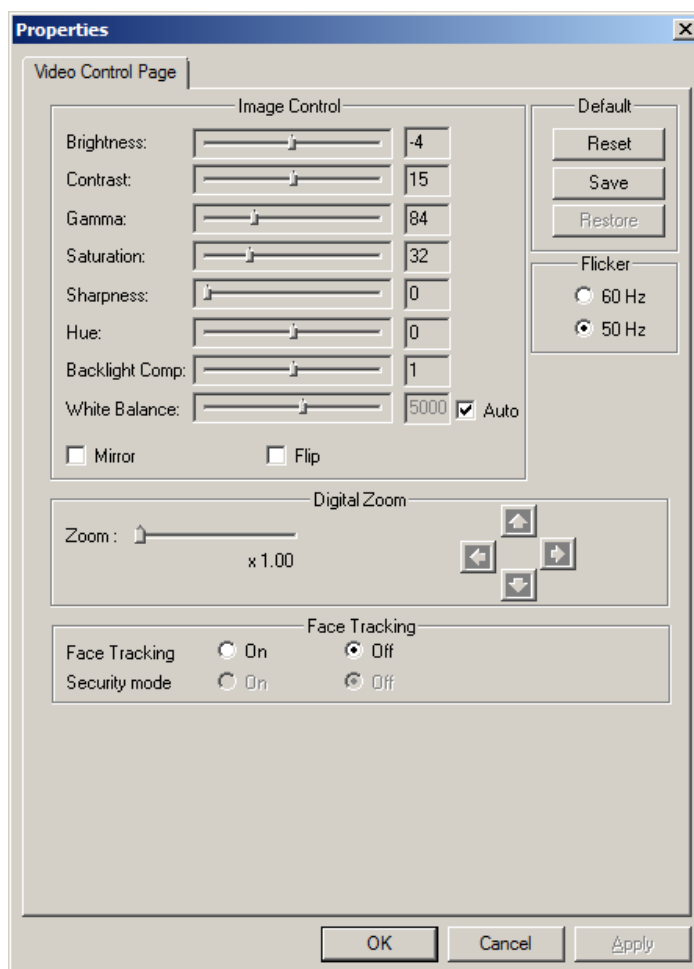 Properties
Video Control Page
Image Control
Brightness: -4
Contrast: 15
Gamma: 84
Saturation: 32
Sharpness: 0
Hue: 0
Backlight Comp: 1
White Balance: 5000 Auto
Mirror Flip
Default
Reset
Save
Restore
Flicker
60 Hz
50 Hz
Digital Zoom
Zoom :
x 1.00
Face Tracking
Face Tracking On Off
Security mode On Off
OK Cancel Apply